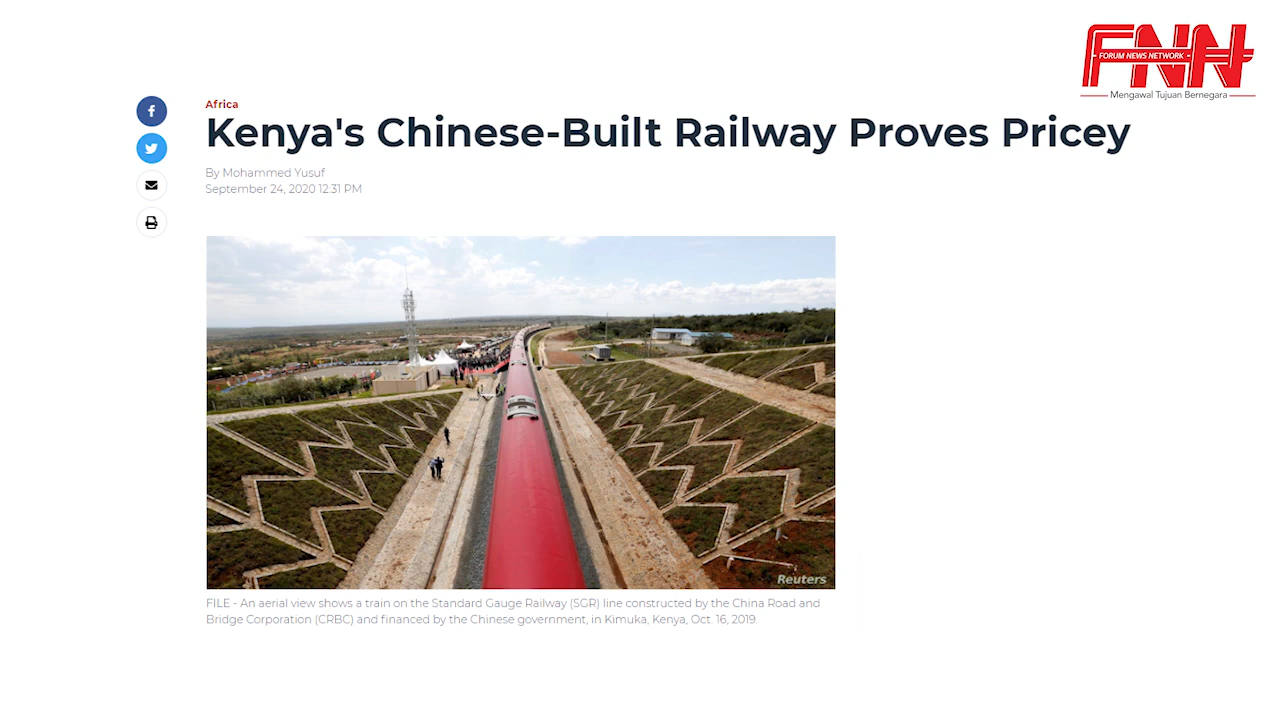 FNN
FORUM NEWS NETWORK
Mengawal Tujuan Bernegara
Africa
Kenya's Chinese-Built Railway Proves Pricey
By Mohammed Yusuf
September 24, 2020 12:31 PM
Reuters
FILE - An aerial view shows a train on the Standard Gauge Railway (SGR) line constructed by the China Road and
Bridge Corporation (CRBC) and financed by the Chinese government, in Kimuka, Kenya, Oct. 16, 2019.